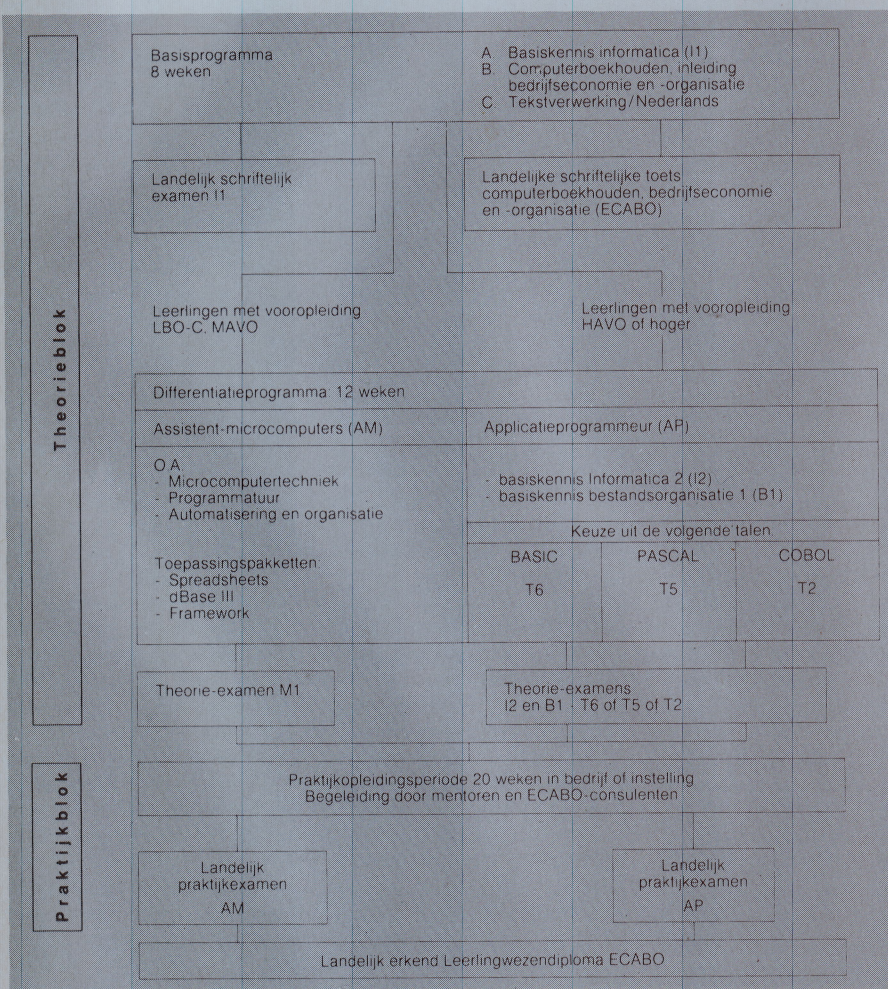 Theorieblok
Basisprogramma
8 weken
A. Basiskennis informatica (I1)
B. Computerboekhouden, inleiding
bedrijfseconomie en -organisatie
C. Tekstverwerking/Nederlands
Landelijk schriftelijk
examen I1
Landelijke schriftelijke toets
computerboekhouden, bedrijfseconomie
en -organisatie (ECABO)
Leerlingen met vooropleiding
LBO-C, MAVO
Leerlingen met vooropleiding
HAVO of hoger
Differentiatieprogramma: 12 weken
Assistent-microcomputers (AM)
O.A.
- Microcomputertechniek
- Programmatuur
- Automatisering en organisatie
Toepassingspakketten:
- Spreadsheets
- dBase III
- Framework
Applicatieprogrammeur (AP)
- basiskennis Informatica 2 (I2)
- basiskennis bestandsorganisatie 1 (B1)
Keuze uit de volgende talen:
BASIC PASCAL COBOL
T6 T5 T2
Theorie-examen M1
Theorie-examens
I2 en B1 - T6 of T5 of T2
Praktijkblok
Praktijkopleidingsperiode 20 weken in bedrijf of instelling
Begeleiding door mentoren en ECABO-consulenten
Landelijk
praktijkexamen
AM
Landelijk
praktijkexamen
AP
Landelijk erkend Leerlingwezendiploma ECABO